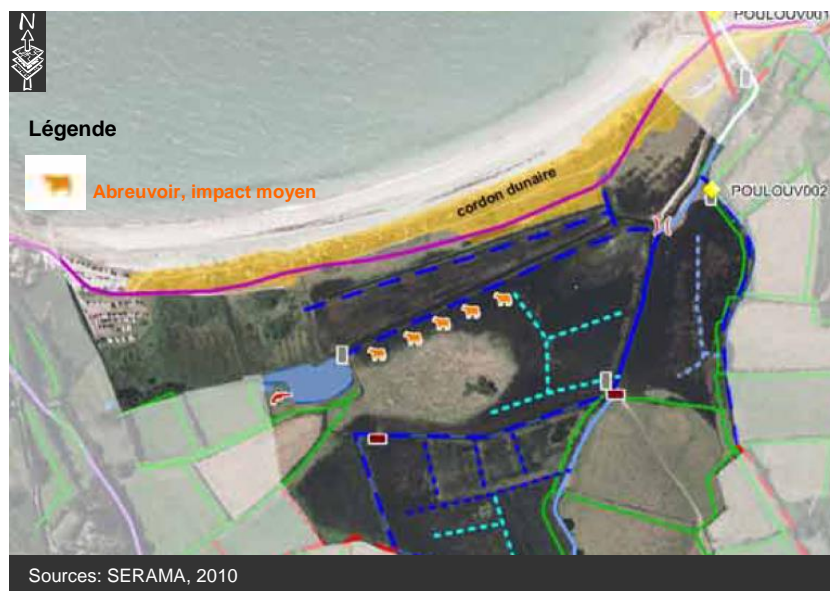 N
POULOUV001
Légende
Abreuvoir, impact moyen
cordon dunaire
POULOUV002
Sources: SERAMA, 2010